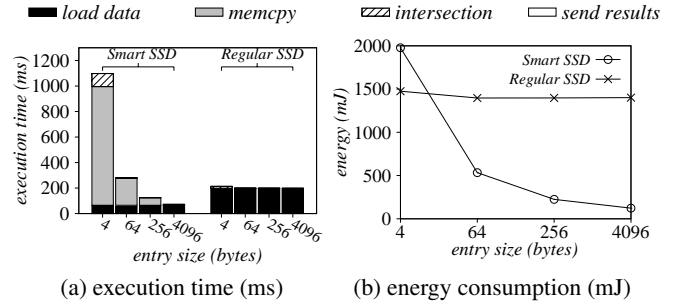 load data memcpy intersection send results
Smart SSD Regular SSD
execution time (ms)
1200
1000
800
600
400
200
0
4 64 256 4096 4 64 256 4096
entry size (bytes)
(a) execution time (ms)
2000
1500
1000
500
0
energy (mJ)
Smart SSD
Regular SSD
4 64 256 4096
entry size (bytes)
(b) energy consumption (mJ)